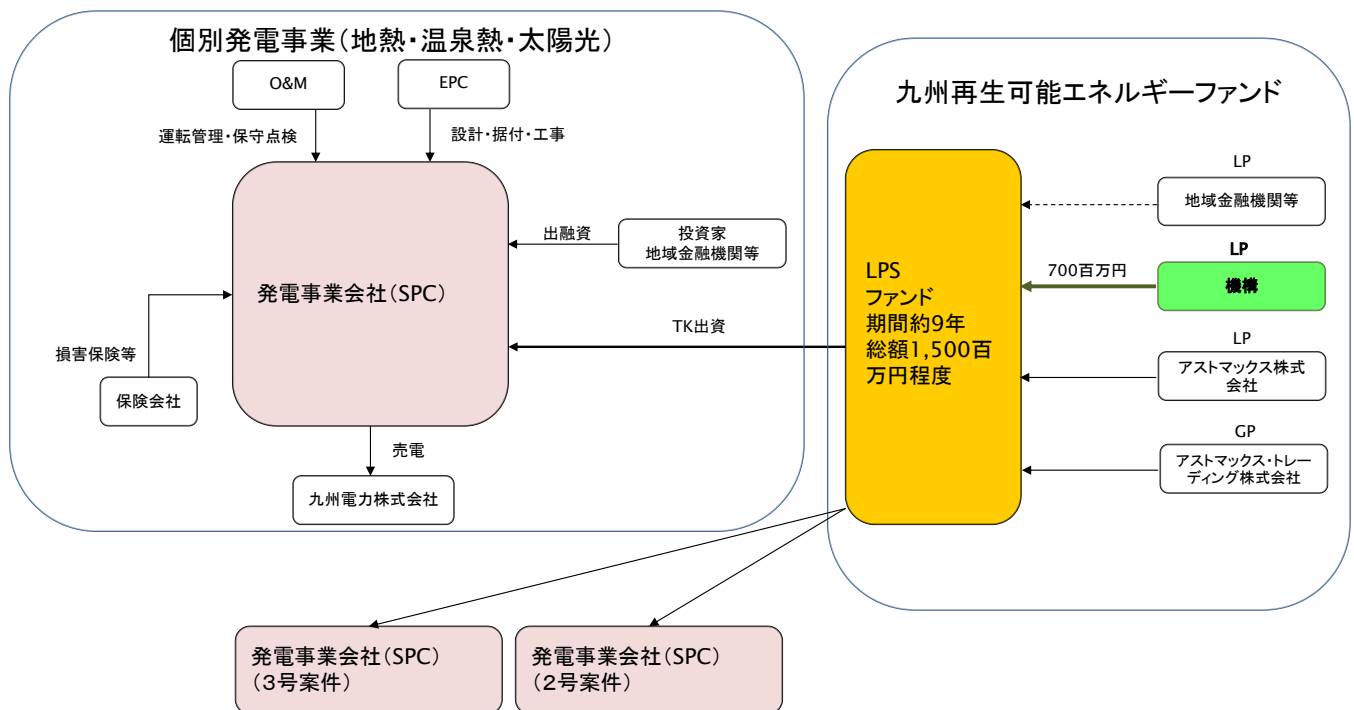 個別発電事業（地熱・温泉熱・太陽光）
O&M
EPC
運転管理・保守点検
設計・据付・工事
発電事業会社（SPC）
出融資
投資家
地域金融機関等
TK出資
損害保険等
保険会社
売電
九州電力株式会社
九州再生可能エネルギーファンド
LPS
ファンド
期間約9年
総額1,500百
万円程度
LP
地域金融機関等
LP
700百万円
機構
LP
アストマックス株式
会社
GP
アストマックス・トレー
ディング株式会社
発電事業会社（SPC）
（３号案件）
発電事業会社（SPC）
（２号案件）